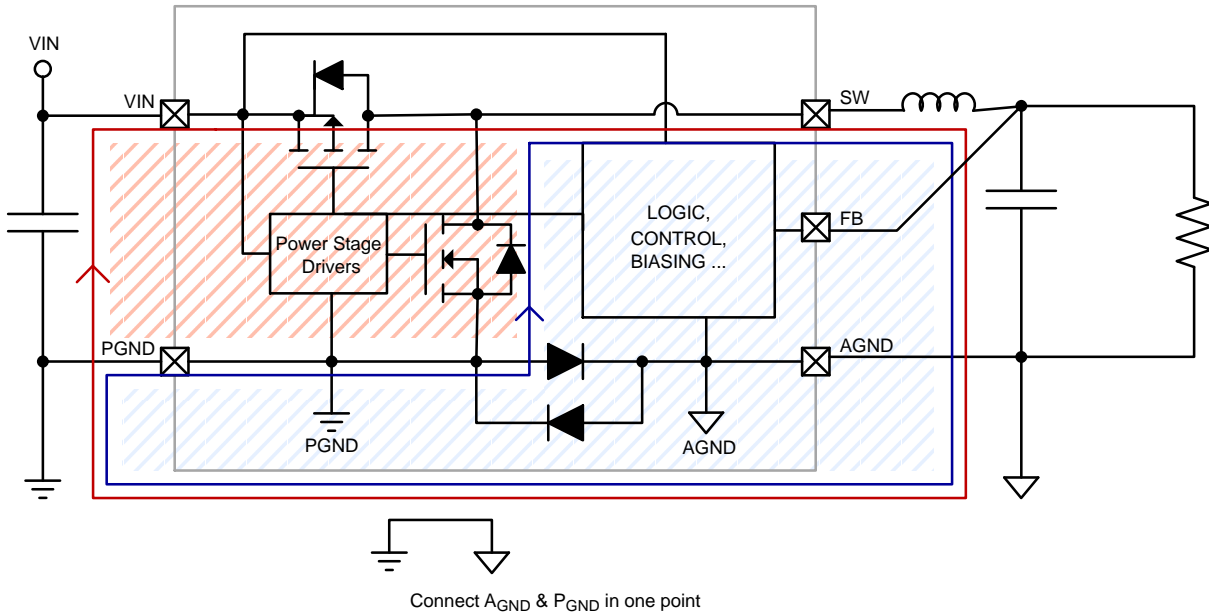 VIN
VIN
SW
Power Stage
Drivers
LOGIC,
CONTROL,
BIASING ...
FB
PGND
AGND
PGND
AGND
Connect AGND & PGND in one point